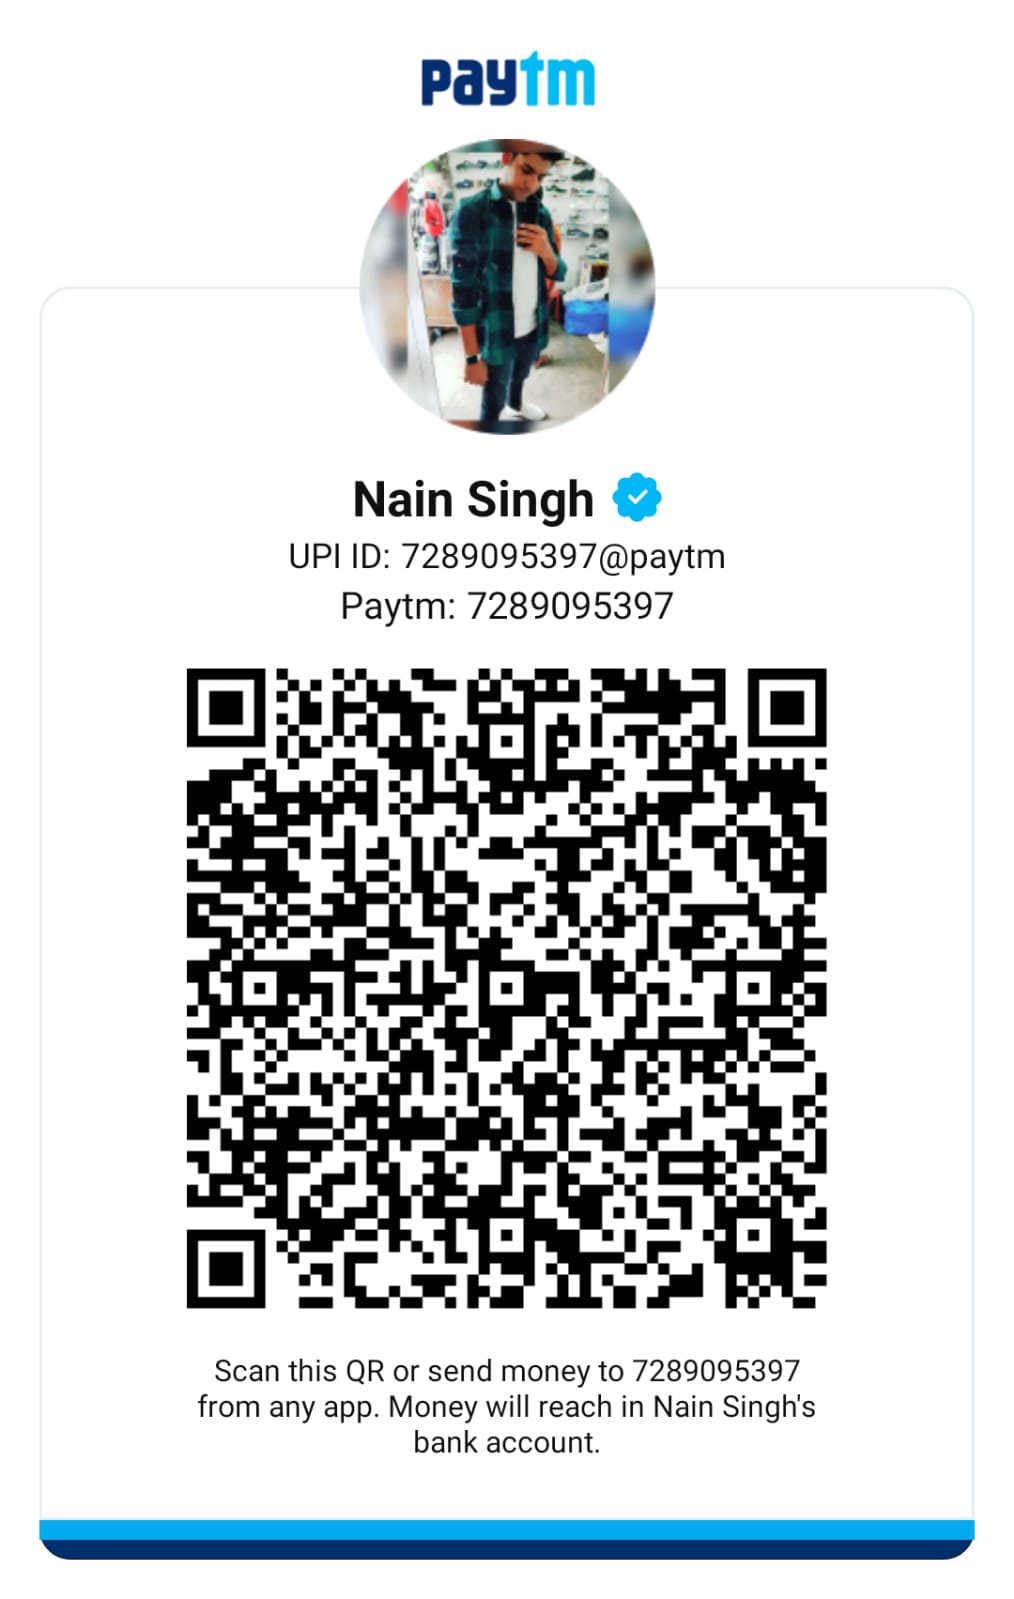 paytm
Nain Singh
UPI ID: 7289095397@paytm
Paytm: 7289095397
Scan this QR or send money to 7289095397
from any app. Money will reach in Nain Singh's
bank account.